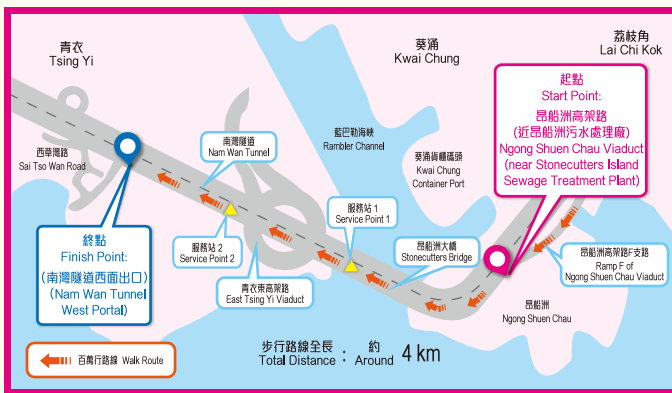 青衣
Tsing Yi
葵涌
Kwai Chung
荔枝角
Lai Chi Kok
起點
Start Point:
昂船洲高架路
(近昂船洲污水處理廠)
Ngong Shuen Chau Viaduct
(near Stonecutters Island
Sewage Treatment Plant)
西草灣路
Sai Tso Wan Road
南灣隧道
Nam Wan Tunnel
藍巴勒海峽
Rambler Channel
葵涌貨櫃碼頭
Kwai Chung
Container Port
服務站 1
Service Point 1
終點
Finish Point:
(南灣隧道西面出口)
(Nam Wan Tunnel
West Portal)
服務站 2
Service Point 2
昂船洲大橋
Stonecutters Bridge
昂船洲高架路F支路
Ramp F of
Ngong Shuen Chau Viaduct
青衣東高架路
East Tsing Yi Viaduct
昂船洲
Ngong Shuen Chau
百萬行路線 Walk Route
步行路線全長 : 約
Total Distance : Around 4 km